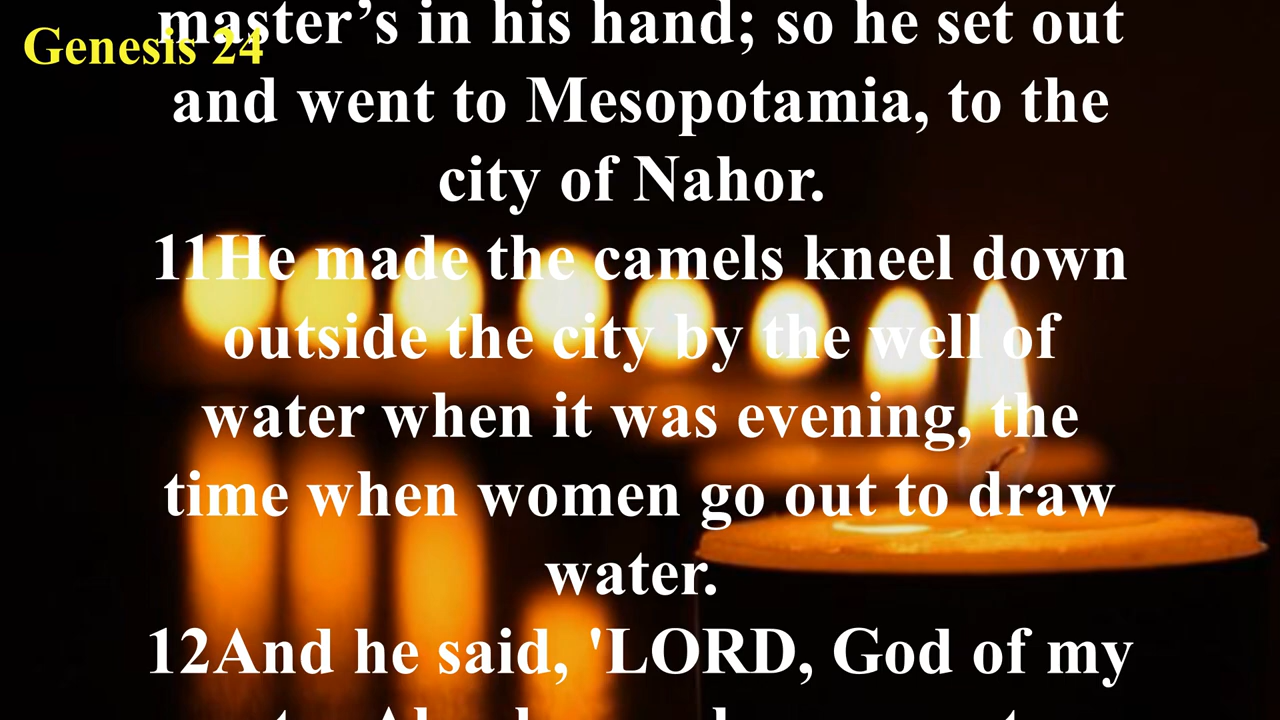 Genesis 24
master’s in his hand; so he set out
and went to Mesopotamia, to the
city of Nahor.
11He made the camels kneel down
outside the city by the well of
water when it was evening, the
time when women go out to draw
water.
12And he said, 'LORD, God of my